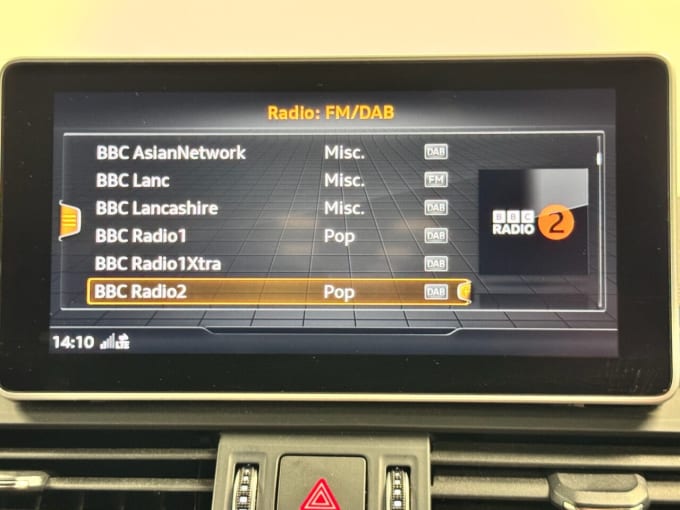 Radio: FM/DAB
BBC AsianNetwork Misc. DAB
BBC Lanc Misc. FM
BBC Lancashire Misc. DAB
BBC Radio1 Pop DAB
BBC Radio1Xtra DAB
BBC Radio2 Pop DAB
BBC
RADIO 2
14:10 LTE